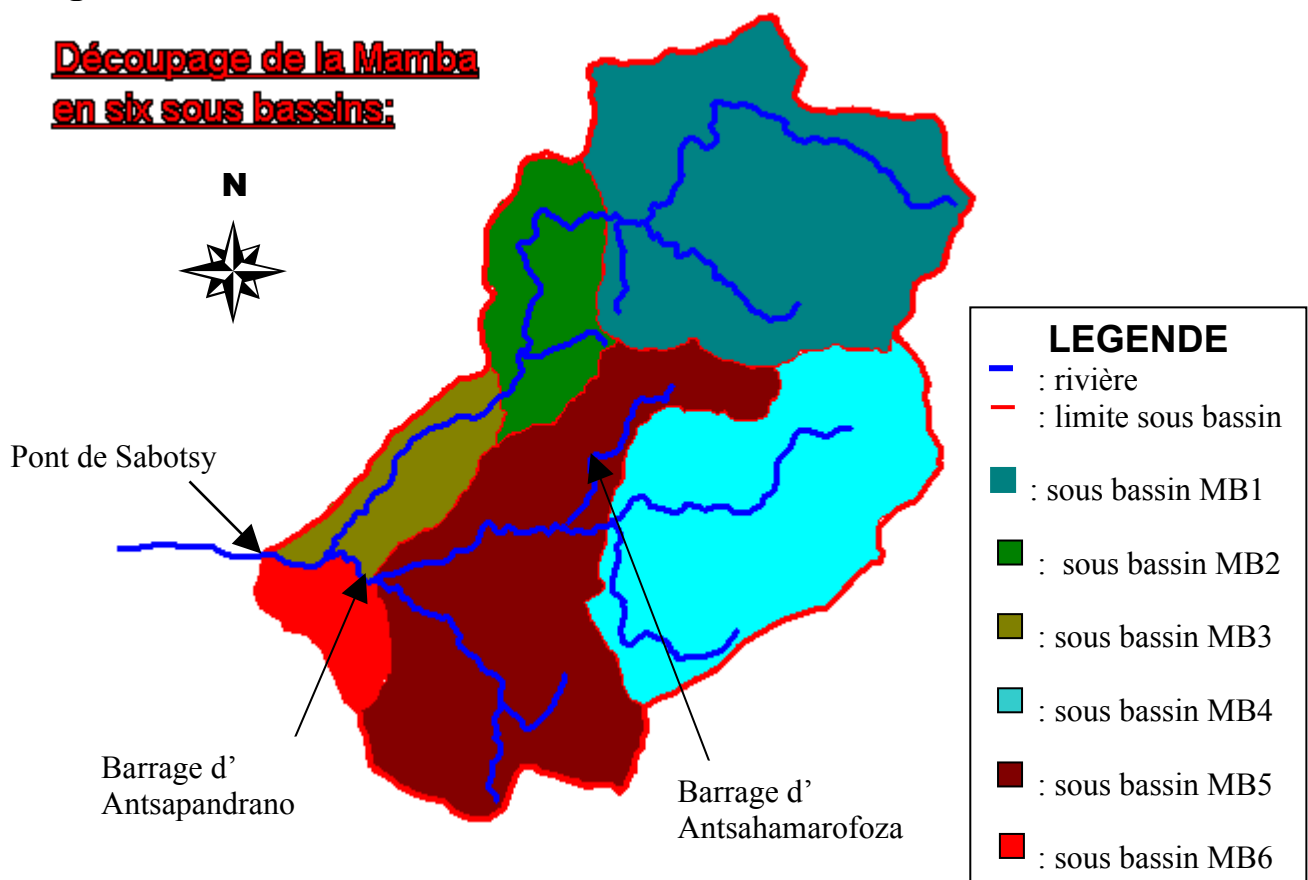 Découpage de la Mamba
en six sous bassins:
N
Pont de Sabotsy
Barrage d’
Antsapandrano
Barrage d’
Antsahamarofoza
LEGENDE
: rivière
: limite sous bassin
: sous bassin MB1
: sous bassin MB2
: sous bassin MB3
: sous bassin MB4
: sous bassin MB5
: sous bassin MB6